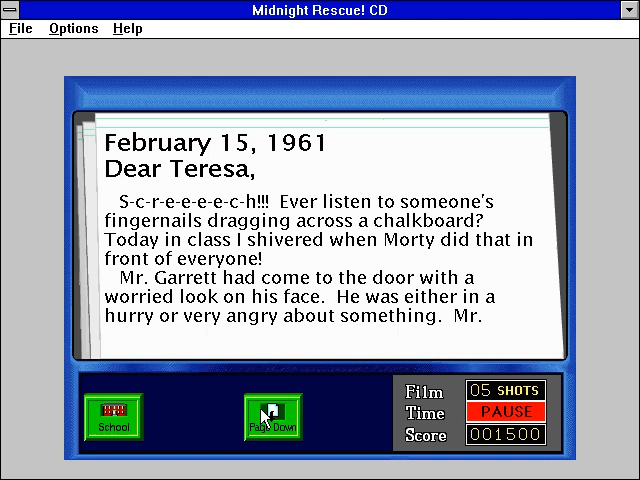 Midnight Rescue! CD
File Options Help
February 15, 1961
Dear Teresa,
S-c-r-e-e-e-e-c-h!!! Ever listen to someone's
fingernails dragging across a chalkboard?
Today in class I shivered when Morty did that in
front of everyone!
Mr. Garrett had come to the door with a
worried look on his face. He was either in a
hurry or very angry about something. Mr.
School
Page Down
Film 05 SHOTS
Time PAUSE
Score 001500